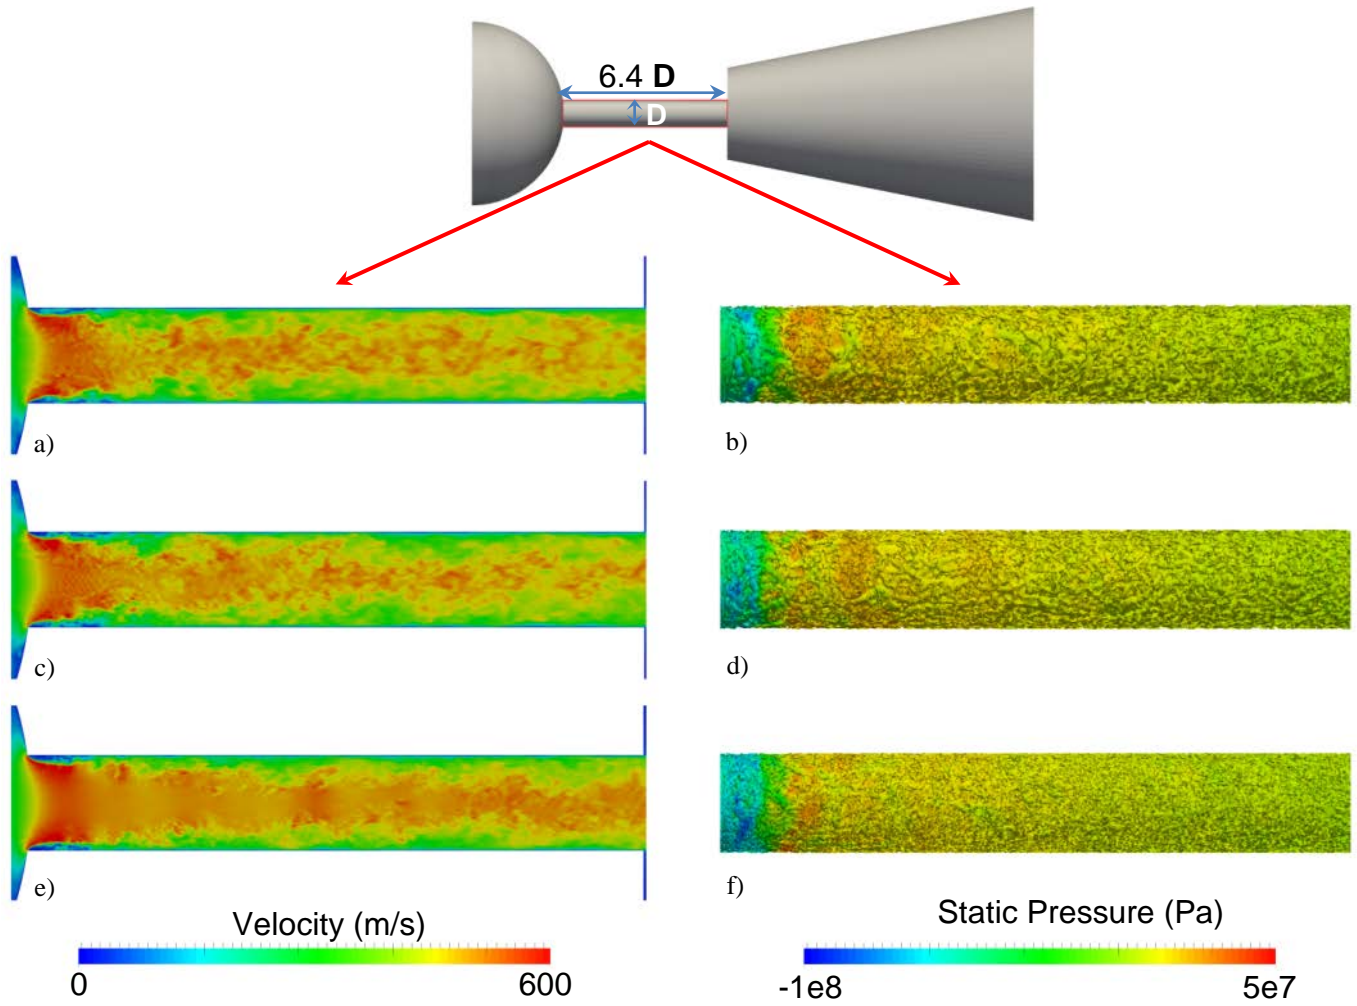 6.4 D
D
a)
b)
c)
d)
e)
f)
Velocity (m/s)
0 600
Static Pressure (Pa)
-1e8 5e7